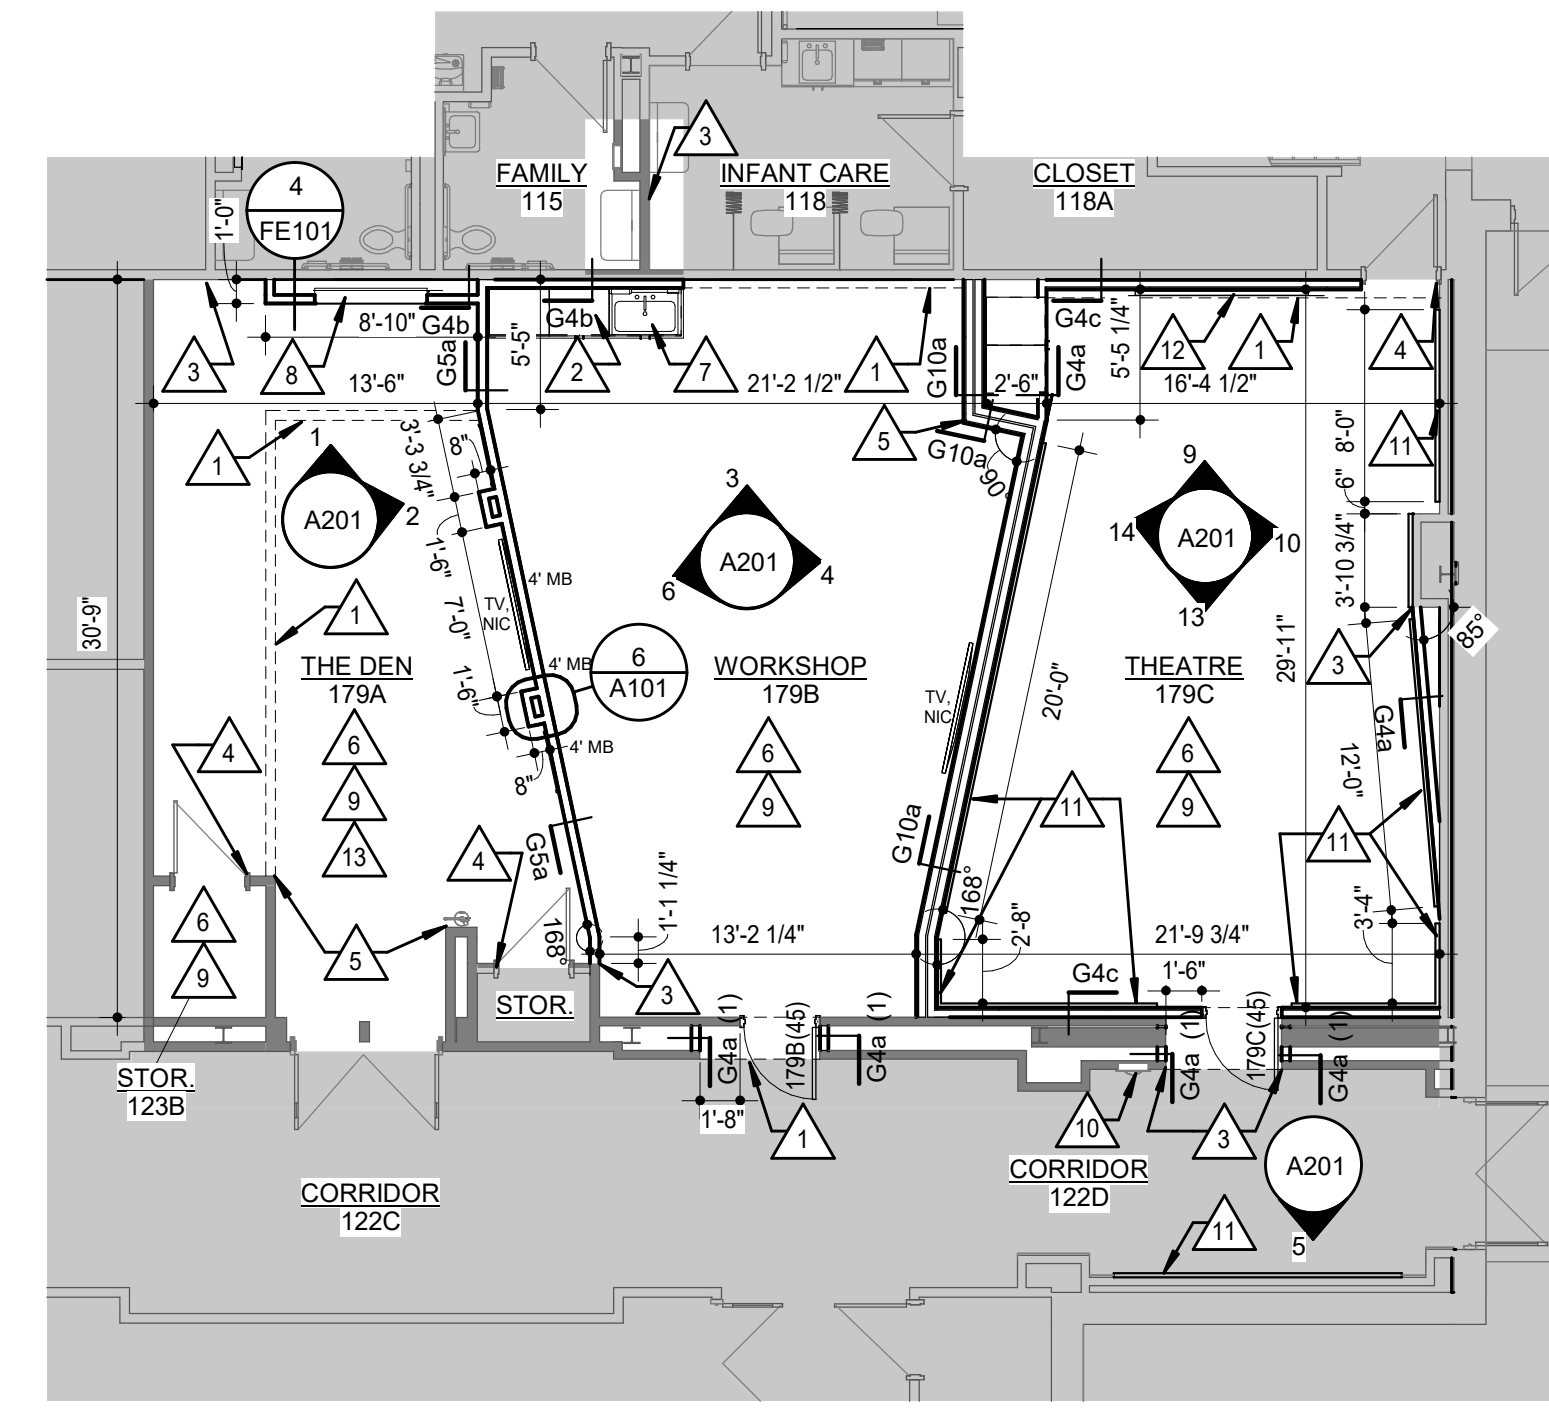 3
FAMILY
115
INFANT CARE
118
CLOSET
118A
4
FE101
1'-0"
8'-10"
G4b
G4b
G4c
5'-5"
G5a
G10a
2'-6"
G4a
5'-5 1/4"
3
8
2
7
1
12
1
4
13'-6"
21'-2 1/2"
16'-4 1/2"
1
1
A201
2
3'-3 3/4"
8"
5
G10a
90°
11
8'-0"
6"
3
A201
6
4
9
14
A201
10
13
1'-6"
4' MB
3'-10 3/4"
7'-0"
TV,
NIC
1
30'-9"
85°
THE DEN
179A
4' MB
6
A101
WORKSHOP
179B
THEATRE
179C
29'-11"
3
1'-6"
20'-0"
TV,
NIC
G4a
6
9
13
4
4' MB
6
9
6
9
12'-0"
8"
11
11
G5a
G10a
4
6
9
5
168°
1'-1 1/4"
168°
3'-4"
13'-2 1/4"
2'-8"
21'-9 3/4"
STOR.
3
G4c
1'-6"
G4a (1)
179B(45)
G4a (1)
G4a (1)
179C(45)
G4a (1)
STOR.
123B
1'-8"
1
10
3
CORRIDOR
122D
A201
5
CORRIDOR
122C
11